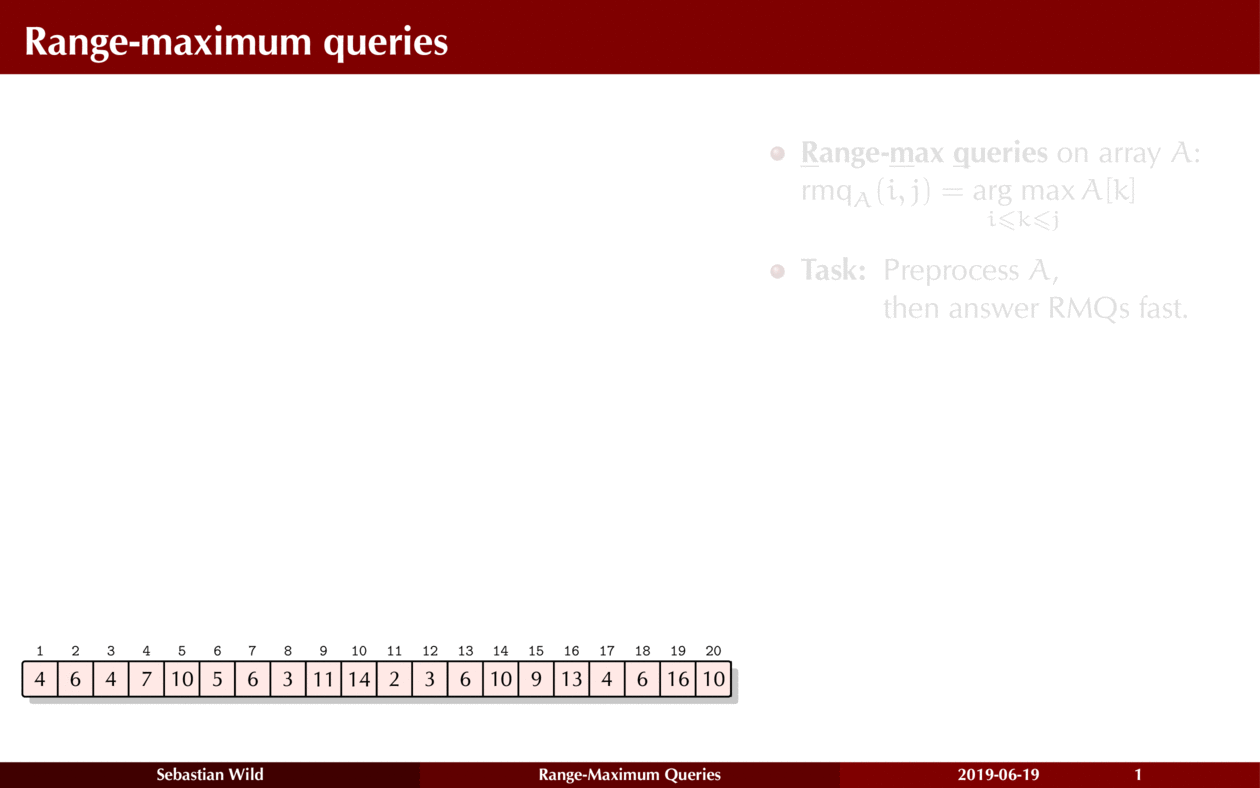 Range-maximum queries
Range-max queries on array A:
rmq_A(i, j) = arg max A[k]
i⩽k⩽j
Task: Preprocess A,
then answer RMQs fast.
1 2 3 4 5 6 7 8 9 10 11 12 13 14 15 16 17 18 19 20
4 6 4 7 10 5 6 3 11 14 2 3 6 10 9 13 4 6 16 10
Sebastian Wild Range-Maximum Queries 2019-06-19 1